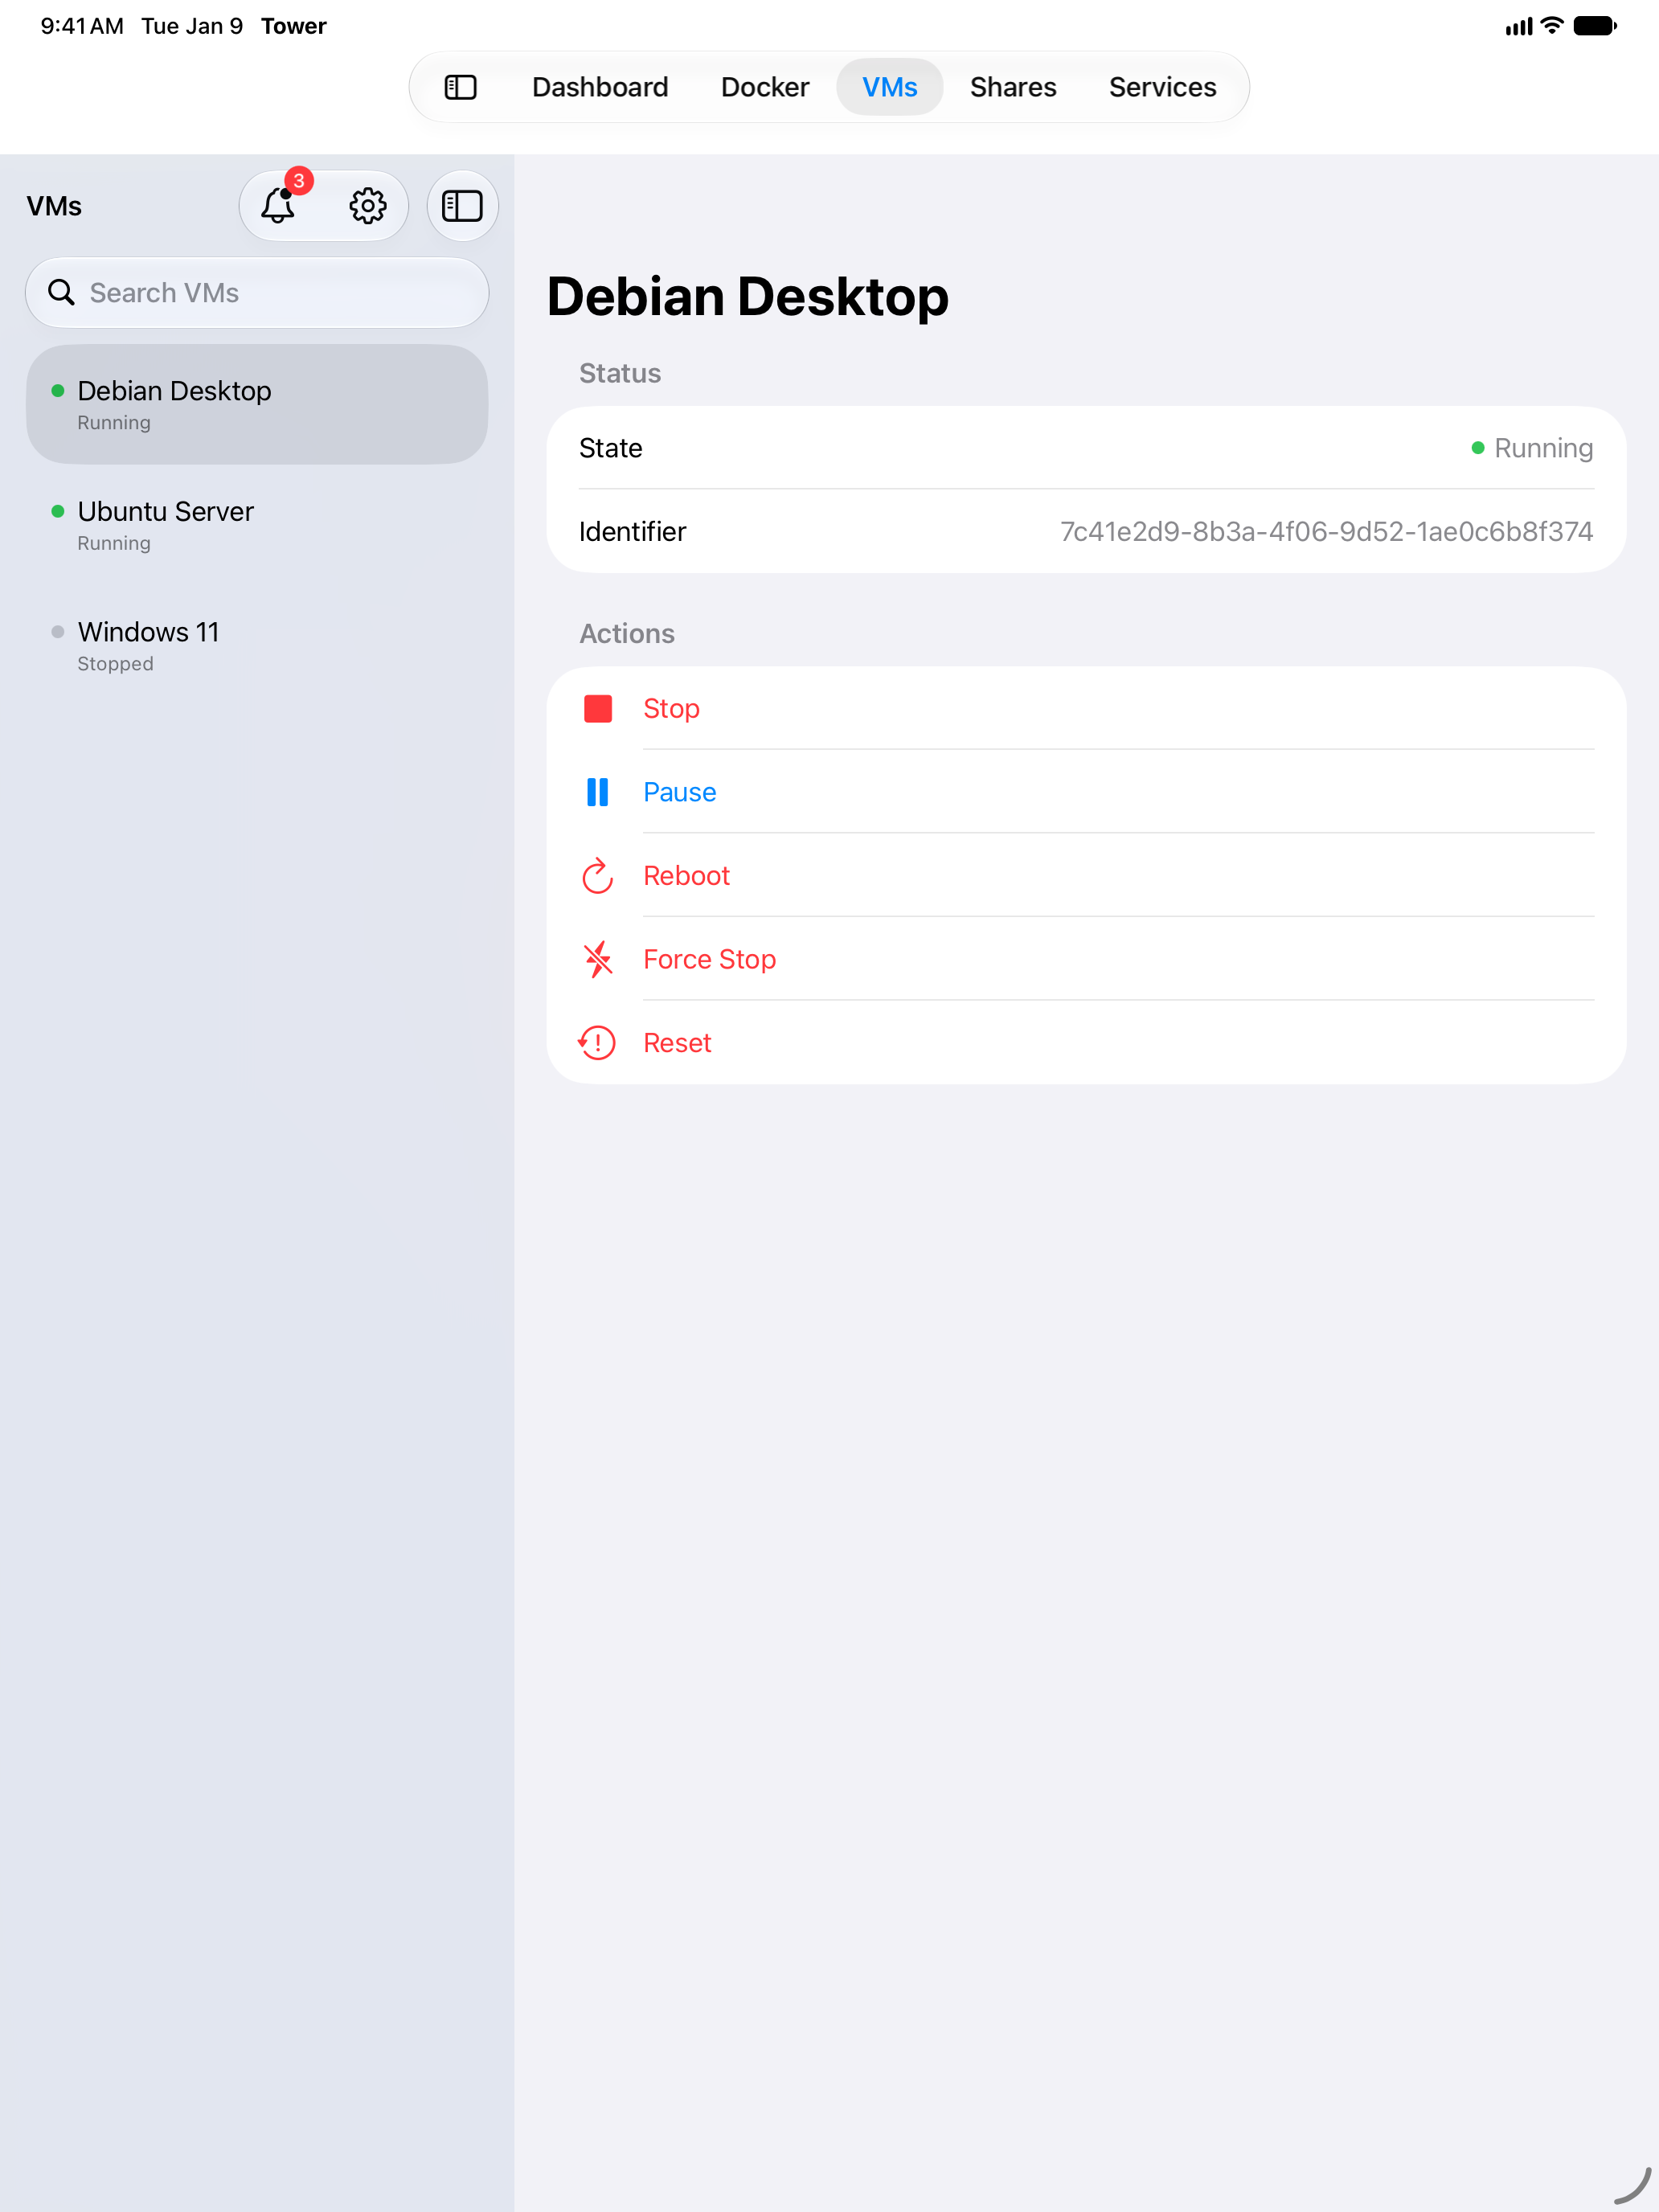 9:41 AM Tue Jan 9 Tower
Dashboard Docker VMs Shares Services
VMs
3
Search VMs
Debian Desktop
Running
Ubuntu Server
Running
Windows 11
Stopped
Debian Desktop
Status
State Running
Identifier 7c41e2d9-8b3a-4f06-9d52-1ae0c6b8f374
Actions
Stop
Pause
Reboot
Force Stop
Reset